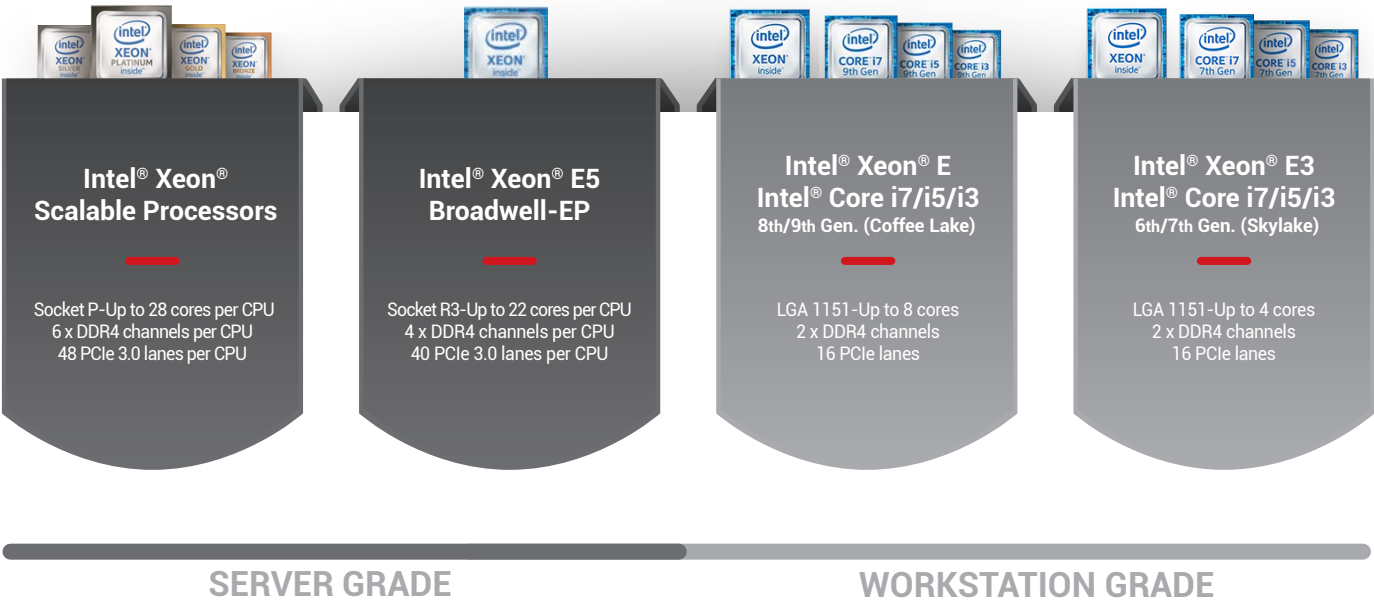 intel
XEON
SILVER
inside
intel
XEON
PLATINUM
inside
intel
XEON
GOLD
inside
intel
XEON
BRONZE
inside
Intel® Xeon®
Scalable Processors
Socket P-Up to 28 cores per CPU
6 x DDR4 channels per CPU
48 PCIe 3.0 lanes per CPU
intel
XEON
inside
Intel® Xeon® E5
Broadwell-EP
Socket R3-Up to 22 cores per CPU
4 x DDR4 channels per CPU
40 PCIe 3.0 lanes per CPU
intel
XEON
inside
intel
CORE i7
9th Gen
intel
CORE i5
9th Gen
intel
CORE i3
9th Gen
Intel® Xeon® E
Intel® Core i7/i5/i3
8th/9th Gen. (Coffee Lake)
LGA 1151-Up to 8 cores
2 x DDR4 channels
16 PCIe lanes
intel
XEON
inside
intel
CORE i7
7th Gen
intel
CORE i5
7th Gen
intel
CORE i3
7th Gen
Intel® Xeon® E3
Intel® Core i7/i5/i3
6th/7th Gen. (Skylake)
LGA 1151-Up to 4 cores
2 x DDR4 channels
16 PCIe lanes
SERVER GRADE
WORKSTATION GRADE